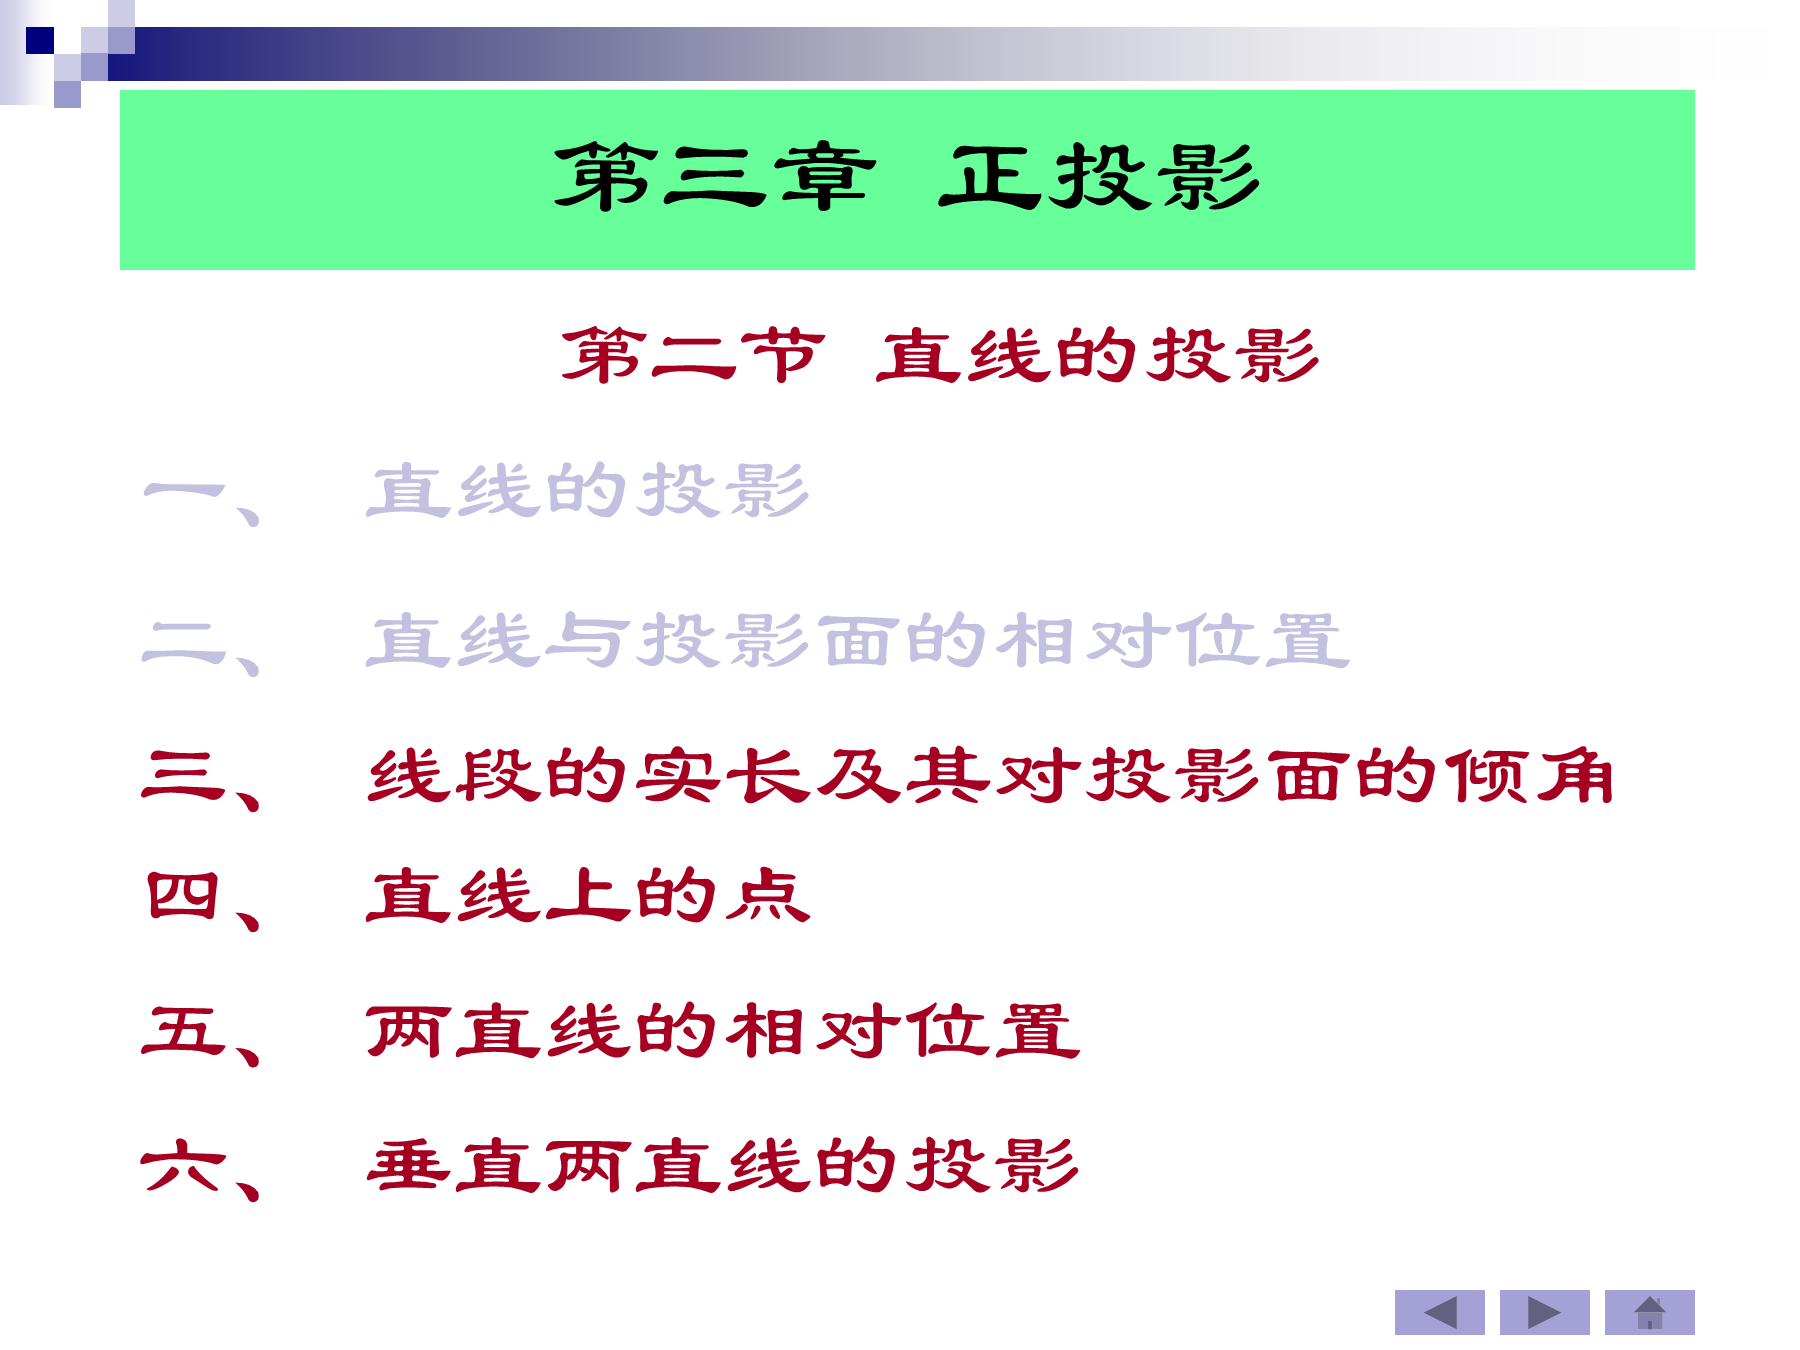 第三章 正投影
第二节 直线的投影
一、 直线的投影
二、 直线与投影面的相对位置
三、 线段的实长及其对投影面的倾角
四、 直线上的点
五、 两直线的相对位置
六、 垂直两直线的投影